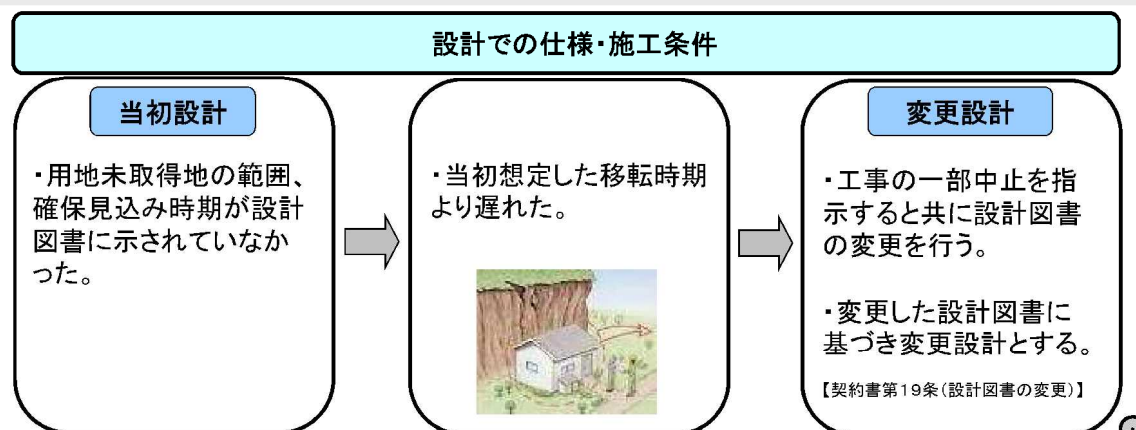 設計での仕様・施工条件
当初設計
・用地未取得地の範囲、
確保見込み時期が設計
図書に示されていなか
った。
・当初想定した移転時期
より遅れた。
変更設計
・工事の一部中止を指
示すると共に設計図書
の変更を行う。
・変更した設計図書に
基づき変更設計とする。
【契約書第19条(設計図書の変更)】